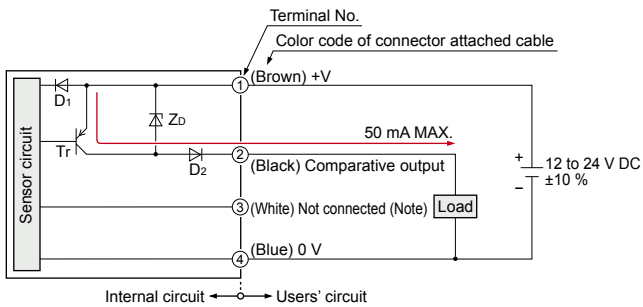 Terminal No.
Color code of connector attached cable
1 (Brown) +V
D1
ZD
50 mA MAX.
Tr
D2
2 (Black) Comparative output
+ 12 to 24 V DC
− ±10 %
Sensor circuit
3 (White) Not connected (Note)
Load
4 (Blue) 0 V
Internal circuit Users' circuit